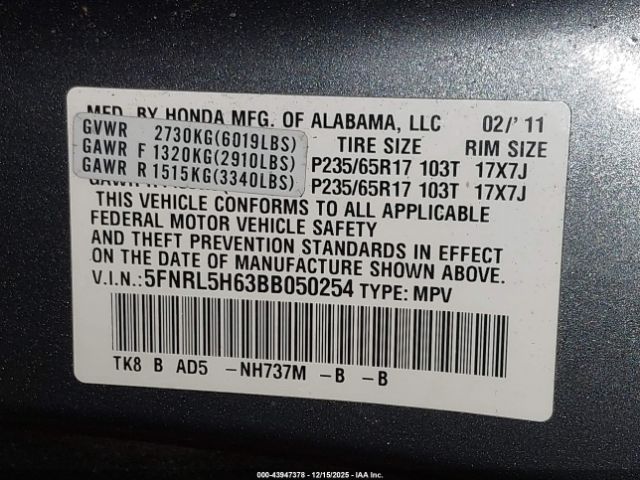 MFD. BY HONDA MFG. OF ALABAMA, LLC 02/'11
GVWR 2730KG(6019LBS) TIRE SIZE RIM SIZE
GAWR F 1320KG(2910LBS) P235/65R17 103T 17X7J
GAWR R 1515KG(3340LBS) P235/65R17 103T 17X7J
THIS VEHICLE CONFORMS TO ALL APPLICABLE
FEDERAL MOTOR VEHICLE SAFETY
AND THEFT PREVENTION STANDARDS IN EFFECT
ON THE DATE OF MANUFACTURE SHOWN ABOVE.
V.I.N.:5FNRL5H63BB050254 TYPE: MPV
TK8 B AD5 -NH737M -B -B
000-43947378 - 12/15/2025 - IAA Inc.